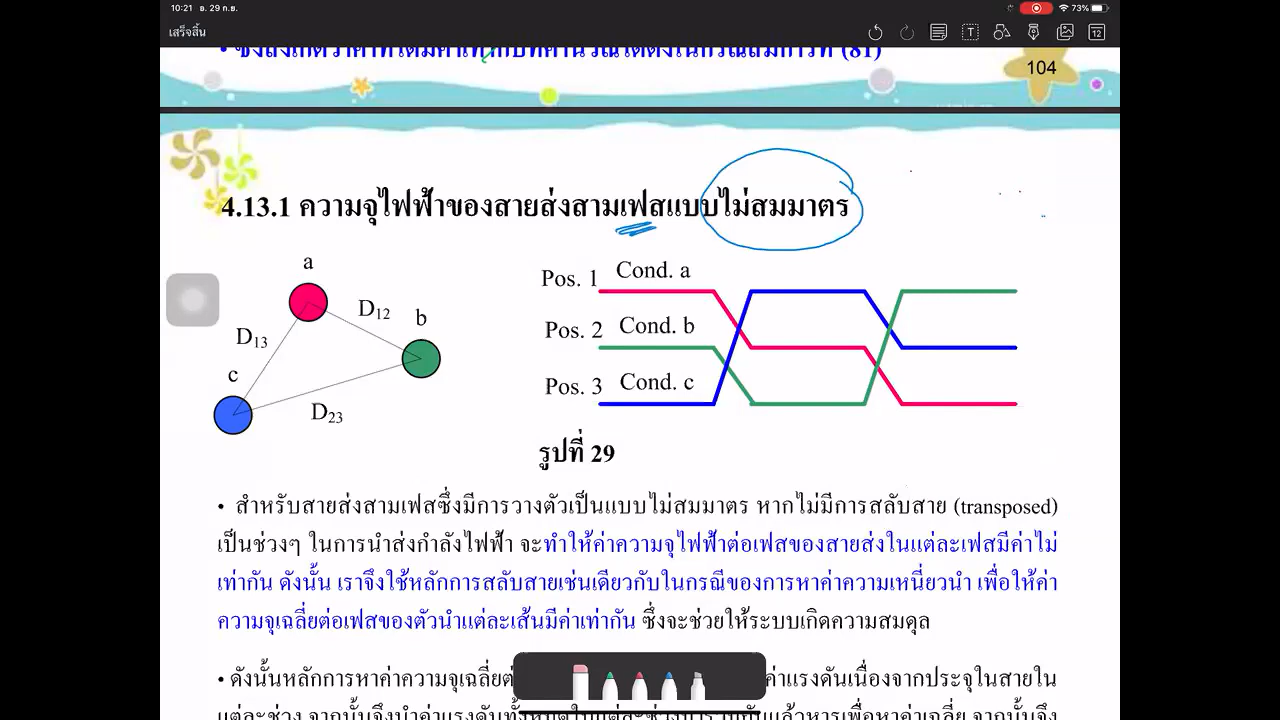 10:21 อ. 29 ก.ย.
73%
เสร็จสิ้น
12
104
4.13.1 ความจุไฟฟ้าของสายส่งสามเฟสแบบไม่สมมาตร
a
D12
b
D13
c
D23
Pos. 1 Cond. a
Pos. 2 Cond. b
Pos. 3 Cond. c
รูปที่ 29
• สำหรับสายส่งสามเฟสซึ่งมีการวางตัวเป็นแบบไม่สมมาตร หากไม่มีการสลับสาย (transposed)
เป็นช่วงๆ ในการนำส่งกำลังไฟฟ้า จะทำให้ค่าความจุไฟฟ้าต่อเฟสของสายส่งในแต่ละเฟสมีค่าไม่
เท่ากัน ดังนั้น เราจึงใช้หลักการสลับสายเช่นเดียวกับในกรณีของการหาค่าความเหนี่ยวนำ เพื่อให้ค่า
ความจุเฉลี่ยต่อเฟสของตัวนำแต่ละเส้นมีค่าเท่ากัน ซึ่งจะช่วยให้ระบบเกิดความสมดุล
• ดังนั้นหลักการหาค่าความจุเฉลี่ย ค่าแรงดันเนื่องจากประจุในสายใน